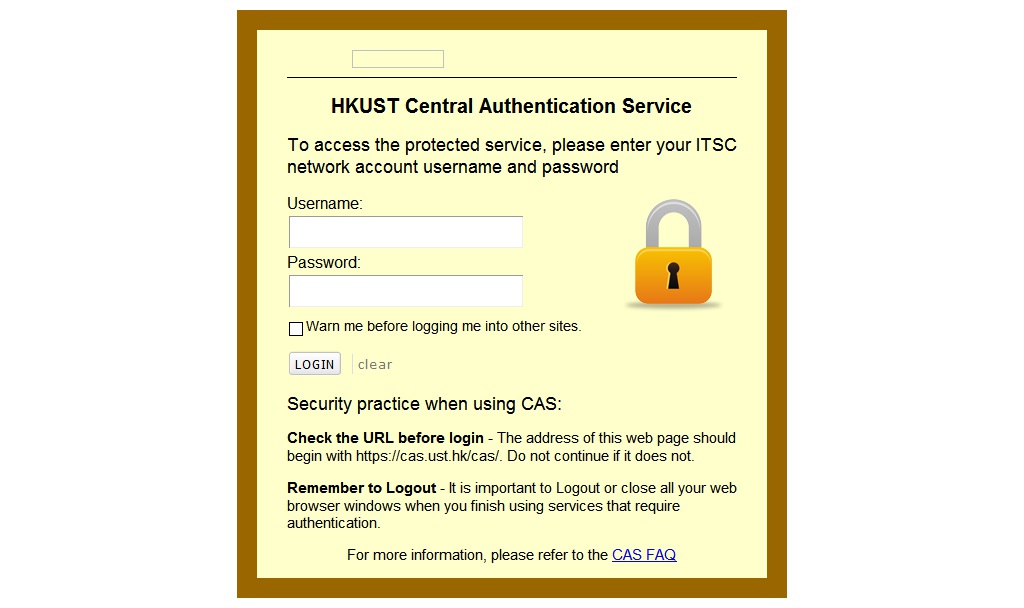 HKUST Central Authentication Service
To access the protected service, please enter your ITSC
network account username and password
Username:
Password:
Warn me before logging me into other sites.
LOGIN
clear
Security practice when using CAS:
Check the URL before login - The address of this web page should
begin with https://cas.ust.hk/cas/. Do not continue if it does not.
Remember to Logout - It is important to Logout or close all your web
browser windows when you finish using services that require
authentication.
For more information, please refer to the CAS FAQ